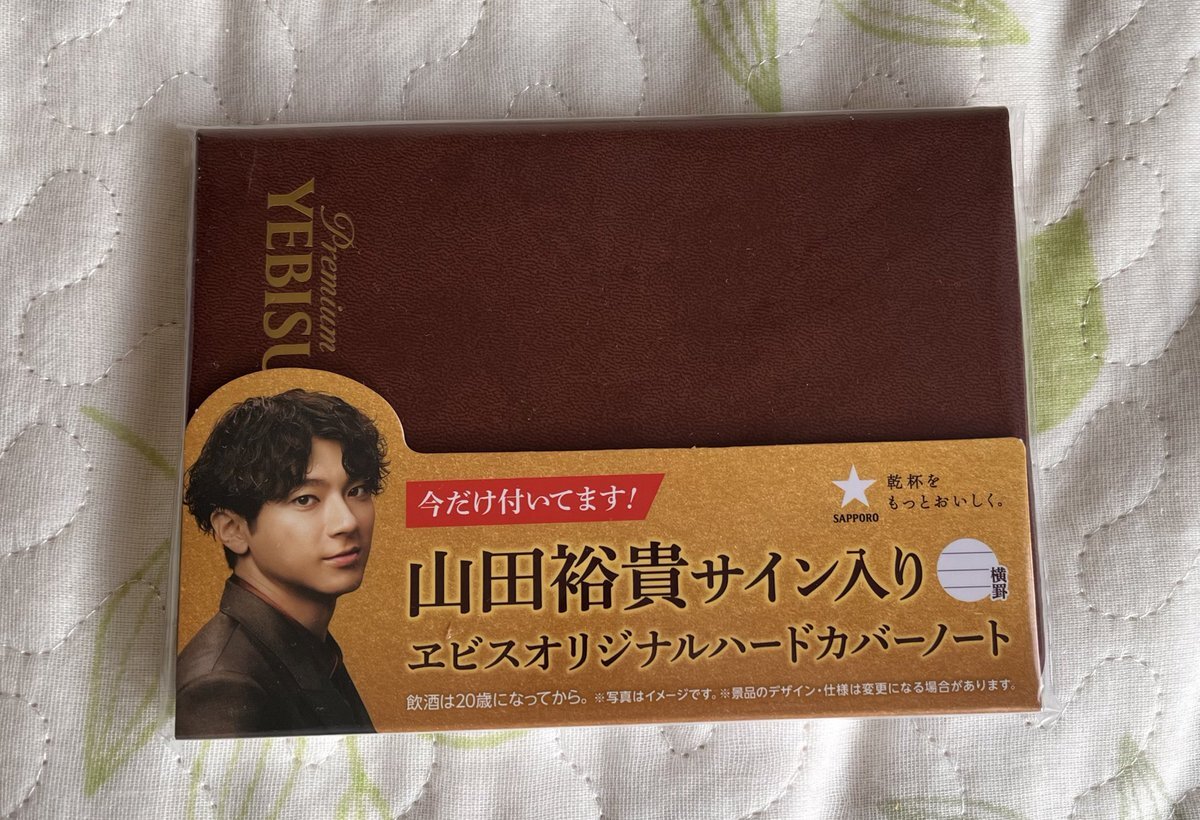 Premium
YEBISU
今だけ付いてます!
SAPPORO
乾杯を
もっとおいしく。
山田裕貴サイン入り
横罫
ヱビスオリジナルハードカバーノート
飲酒は20歳になってから。※写真はイメージです。※景品のデザイン・仕様は変更になる場合があります。